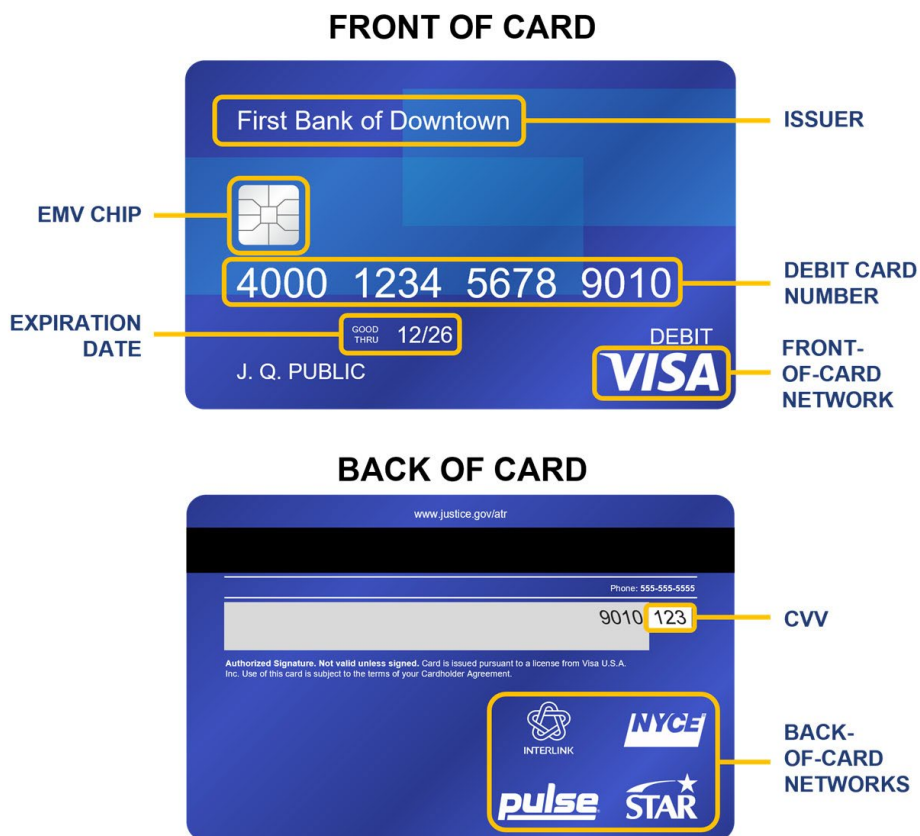 FRONT OF CARD
First Bank of Downtown
ISSUER
EMV CHIP
4000 1234 5678 9010
DEBIT CARD
NUMBER
EXPIRATION
DATE
GOOD
THRU
12/26
J. Q. PUBLIC
DEBIT
VISA
FRONT-
OF-CARD
NETWORK
BACK OF CARD
www.justice.gov/atr
Phone: 555-555-5555
9010 123
CVV
Authorized Signature. Not valid unless signed. Card is issued pursuant to a license from Visa U.S.A.
Inc. Use of this card is subject to the terms of your Cardholder Agreement.
INTERLINK
NYCE
pulse
STAR
BACK-
OF-CARD
NETWORKS